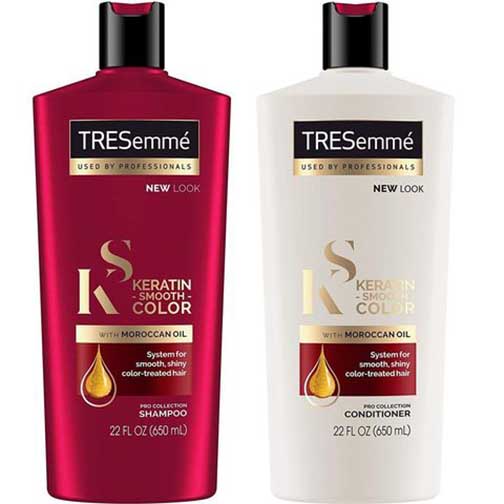 TRESemmé
USED BY PROFESSIONALS
NEW LOOK
KS
KERATIN
- SMOOTH -
COLOR
WITH MOROCCAN OIL
System for
smooth, shiny
color-treated hair
PRO COLLECTION
SHAMPOO
22 FL OZ (650 mL)
TRESemmé
USED BY PROFESSIONALS
NEW LOOK
KS
KERATIN
- SMOOTH -
COLOR
WITH MOROCCAN OIL
System for
smooth, shiny
color-treated hair
PRO COLLECTION
CONDITIONER
22 FL OZ (650 mL)